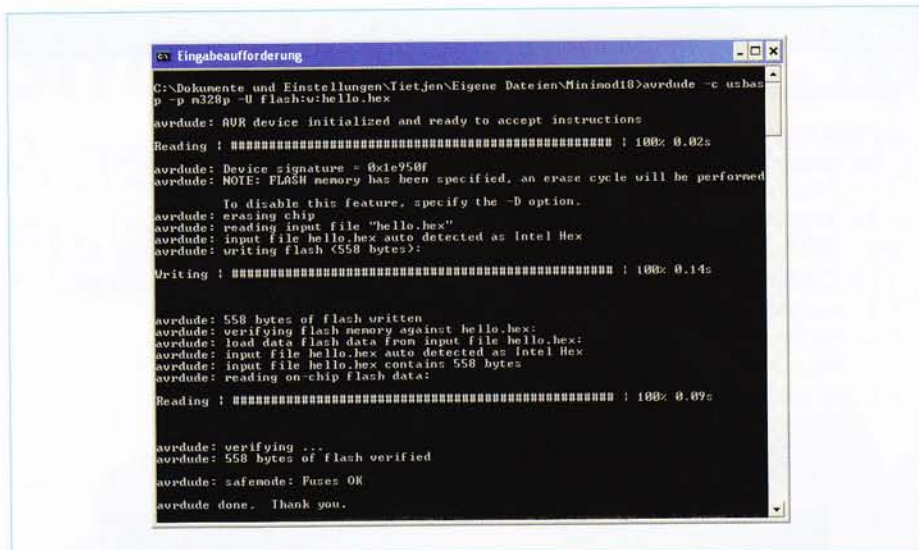 Eingabeaufforderung
C:\Dokumente und Einstellungen\Tietjen\Eigene Dateien\Minimod18>avrdude -c usbas
p -p m328p -U flash:w:hello.hex
avrdude: AVR device initialized and ready to accept instructions
Reading | ################################################## | 100% 0.02s
avrdude: Device signature = 0x1e950f
avrdude: NOTE: FLASH memory has been specified, an erase cycle will be performed
To disable this feature, specify the -D option.
avrdude: erasing chip
avrdude: reading input file "hello.hex"
avrdude: input file hello.hex auto detected as Intel Hex
avrdude: writing flash (558 bytes):
Writing | ################################################## | 100% 0.14s
avrdude: 558 bytes of flash written
avrdude: verifying flash memory against hello.hex:
avrdude: load data flash data from input file hello.hex:
avrdude: input file hello.hex auto detected as Intel Hex
avrdude: input file hello.hex contains 558 bytes
avrdude: reading on-chip flash data:
Reading | ################################################## | 100% 0.09s
avrdude: verifying ...
avrdude: 558 bytes of flash verified
avrdude: safemode: Fuses OK
avrdude done.  Thank you.